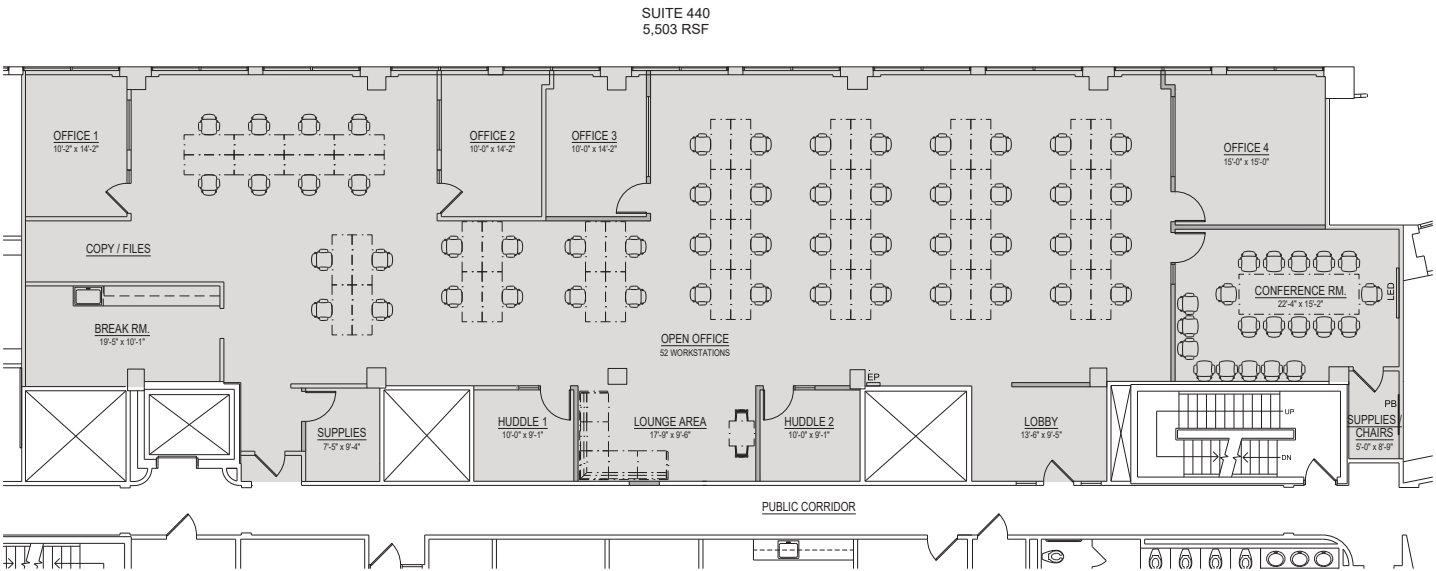 SUITE 440
5,503 RSF
OFFICE 1
10'-2" x 14'-2"
OFFICE 2
10'-0" x 14'-2"
OFFICE 3
10'-0" x 14'-2"
OFFICE 4
15'-0" x 15'-0"
COPY / FILES
BREAK RM.
19'-5" x 10'-1"
OPEN OFFICE
52 WORKSTATIONS
CONFERENCE RM.
22'-4" x 15'-2"
LED
EP
SUPPLIES
7'-5" x 9'-4"
HUDDLE 1
10'-0" x 9'-1"
LOUNGE AREA
17'-9" x 9'-6"
HUDDLE 2
10'-0" x 9'-1"
LOBBY
13'-6" x 9'-5"
UP
DN
PB
SUPPLIES /
CHAIRS
5'-0" x 8'-9"
PUBLIC CORRIDOR